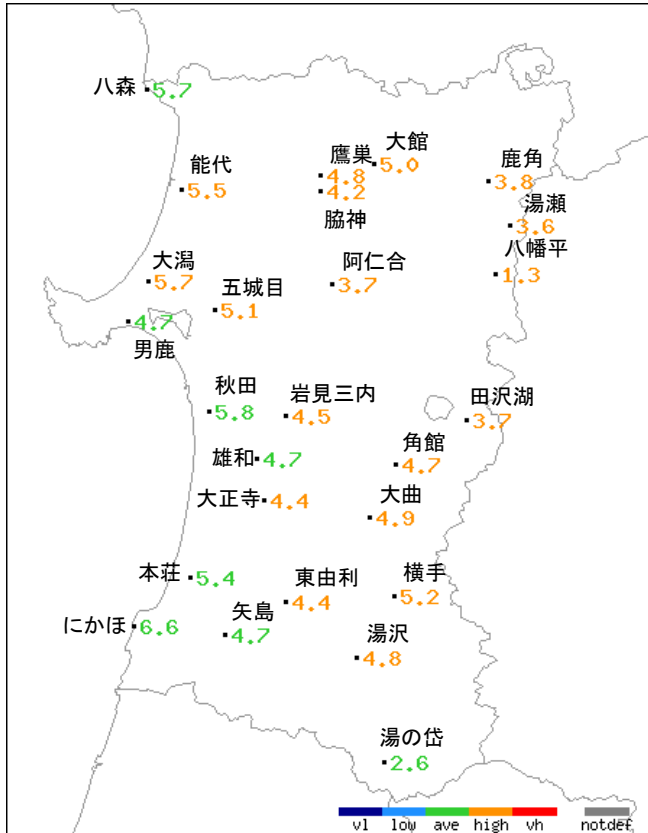 八森
5.7
大館
5.0
鷹巣
4.8
4.2
脇神
能代
5.5
鹿角
3.8
湯瀬
3.6
八幡平
1.3
大潟
5.7
五城目
5.1
阿仁合
3.7
4.7
男鹿
秋田
5.8
岩見三内
4.5
田沢湖
3.7
雄和
4.7
角館
4.7
大正寺
4.4
大曲
4.9
本荘
5.4
東由利
4.4
横手
5.2
にかほ
6.6
矢島
4.7
湯沢
4.8
湯の岱
2.6
vl low ave high vh notdef